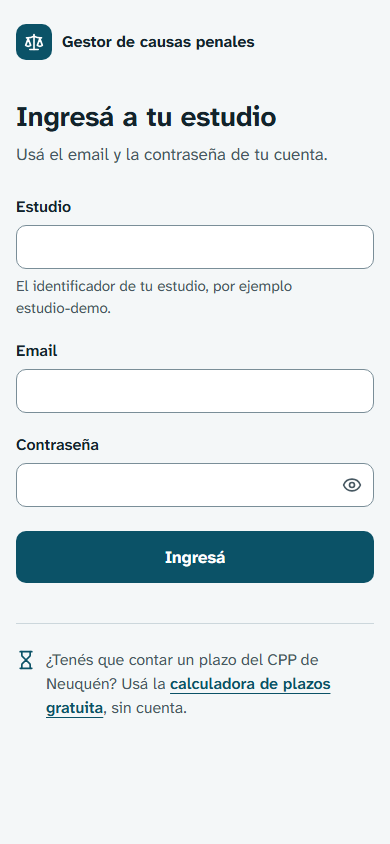 Gestor de causas penales
Ingresá a tu estudio
Usá el email y la contraseña de tu cuenta.
Estudio
El identificador de tu estudio, por ejemplo
estudio-demo.
Email
Contraseña
Ingresá
¿Tenés que contar un plazo del CPP de
Neuquén? Usá la calculadora de plazos
gratuita, sin cuenta.